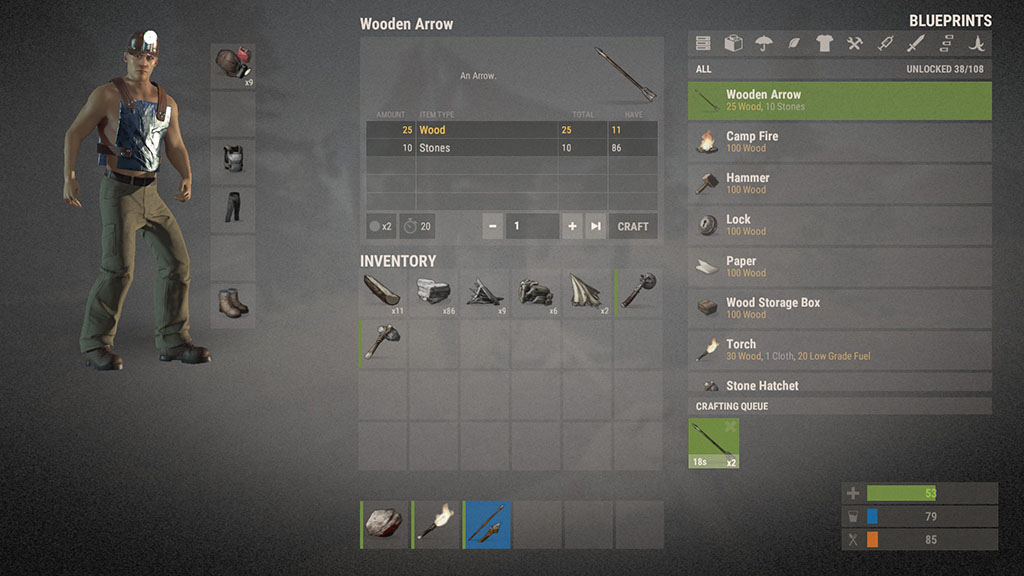 Wooden Arrow
An Arrow.
AMOUNT ITEM TYPE TOTAL HAVE
25 Wood 25 11
10 Stones 10 86
x2 20 1 CRAFT
INVENTORY
x11 x86 x9 x6 x2
x9
BLUEPRINTS
ALL UNLOCKED 38/108
Wooden Arrow
25 Wood, 10 Stones
Camp Fire
100 Wood
Hammer
100 Wood
Lock
100 Wood
Paper
100 Wood
Wood Storage Box
100 Wood
Torch
30 Wood, 1 Cloth, 20 Low Grade Fuel
Stone Hatchet
CRAFTING QUEUE
18s x2
53
79
85